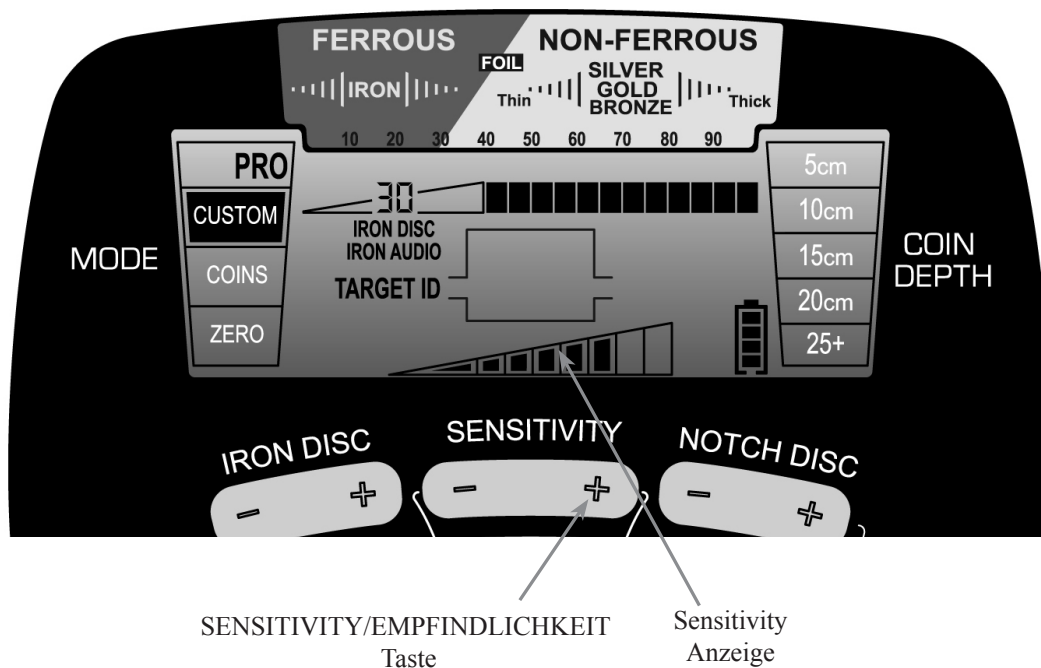 FERROUS
NON-FERROUS
FOIL
IRON
SILVER
GOLD
BRONZE
Thin
Thick
10 20 30 40 50 60 70 80 90
PRO
CUSTOM
COINS
ZERO
MODE
30
IRON DISC
IRON AUDIO
TARGET ID
5cm
10cm
15cm
20cm
25+
COIN
DEPTH
IRON DISC
SENSITIVITY
NOTCH DISC
- +
- +
- +
SENSITIVITY/EMPFINDLICHKEIT
Taste
Sensitivity
Anzeige